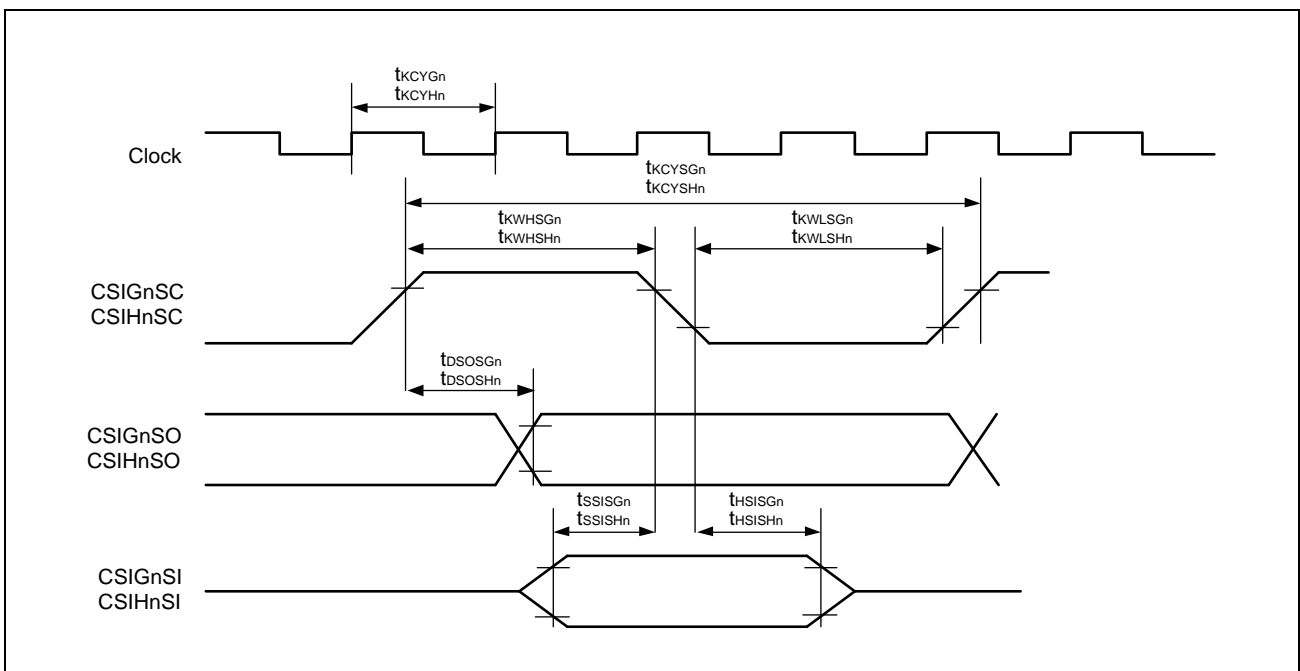 tKCYGn
tKCYHn
Clock
tKCYSGn
tKCYSHn
tKWHSGn
tKWHSHn
tKWLSGn
tKWLSHn
CSIGnSC
CSIHnSC
tDSOSGn
tDSOSHn
CSIGnSO
CSIHnSO
tSSISGn
tSSISHn
tHSISGn
tHSISHn
CSIGnSI
CSIHnSI